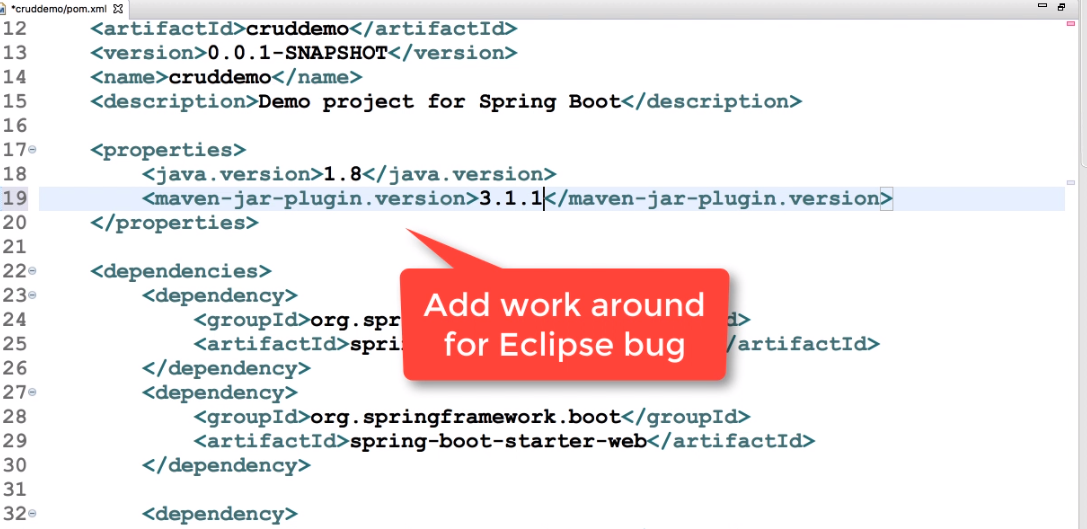 *cruddemo/pom.xml
12 <artifactId>cruddemo</artifactId>
13 <version>0.0.1-SNAPSHOT</version>
14 <name>cruddemo</name>
15 <description>Demo project for Spring Boot</description>
16
17 <properties>
18 <java.version>1.8</java.version>
19 <maven-jar-plugin.version>3.1.1</maven-jar-plugin.version>
20 </properties>
21
22 <dependencies>
23 <dependency>
24 <groupId>org.spr d>
25 <artifactId>spri /artifactId>
26 </dependency>
27 <dependency>
28 <groupId>org.springframework.boot</groupId>
29 <artifactId>spring-boot-starter-web</artifactId>
30 </dependency>
31
32 <dependency>
Add work around
for Eclipse bug